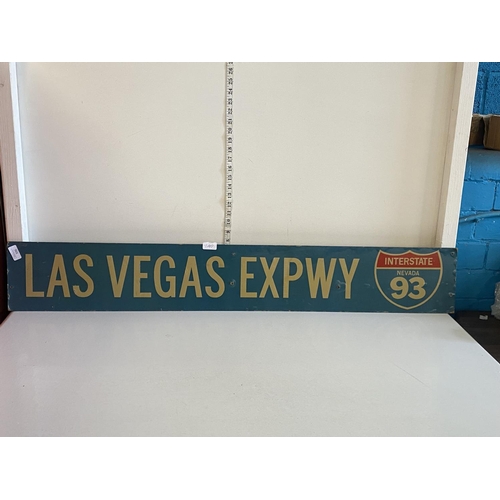 LAS VEGAS EXPWY
INTERSTATE
NEVADA
93